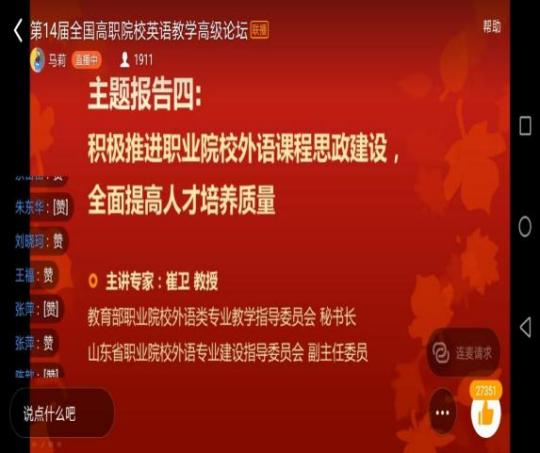 第14届全国高职院校英语教学高级论坛 联播
帮助
马莉 直播中 1911
主题报告四:
积极推进职业院校外语课程思政建设，
全面提高人才培养质量
朱东华：[赞]
刘晓珂：赞
王福：赞
张萍：[赞]
张萍：赞
主讲专家：崔卫 教授
教育部职业院校外语类专业教学指导委员会 秘书长
山东省职业院校外语专业建设指导委员会 副主任委员
连麦请求
27351
说点什么吧